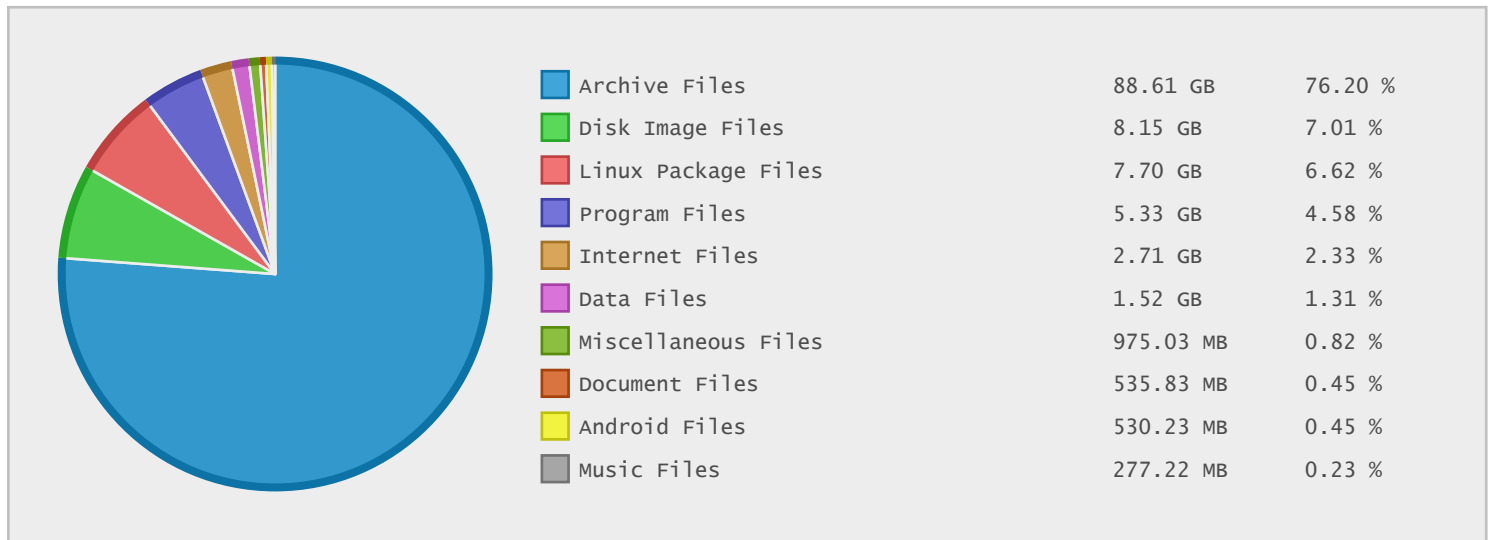 Archive Files 88.61 GB 76.20 %
Disk Image Files 8.15 GB 7.01 %
Linux Package Files 7.70 GB 6.62 %
Program Files 5.33 GB 4.58 %
Internet Files 2.71 GB 2.33 %
Data Files 1.52 GB 1.31 %
Miscellaneous Files 975.03 MB 0.82 %
Document Files 535.83 MB 0.45 %
Android Files 530.23 MB 0.45 %
Music Files 277.22 MB 0.23 %